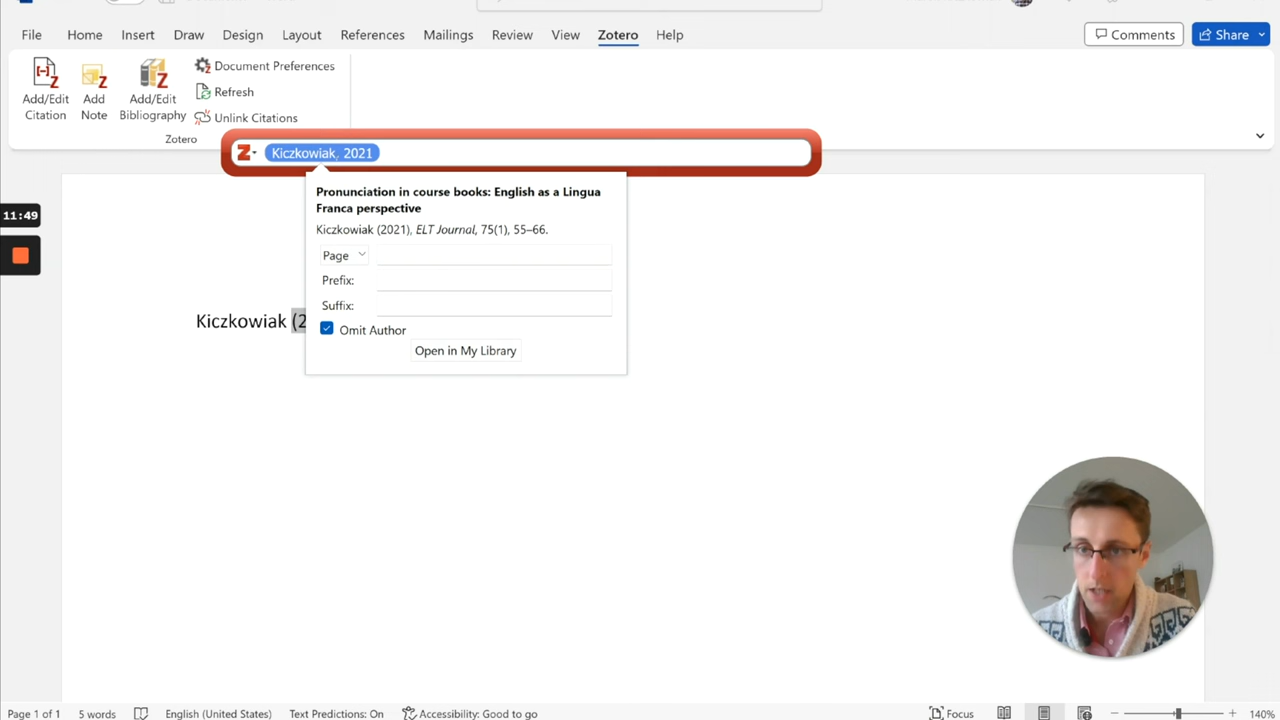 File Home Insert Draw Design Layout References Mailings Review View Zotero Help Comments Share
Add/Edit Citation
Add Note
Add/Edit Bibliography
Document Preferences
Refresh
Unlink Citations
Zotero
Z Kiczkowiak, 2021
Pronunciation in course books: English as a Lingua
Franca perspective
Kiczkowiak (2021), ELT Journal, 75(1), 55–66.
11:49
Page
Prefix:
Suffix:
Omit Author
Open in My Library
Kiczkowiak (2
Page 1 of 1 5 words English (United States) Text Predictions: On Accessibility: Good to go Focus 140%